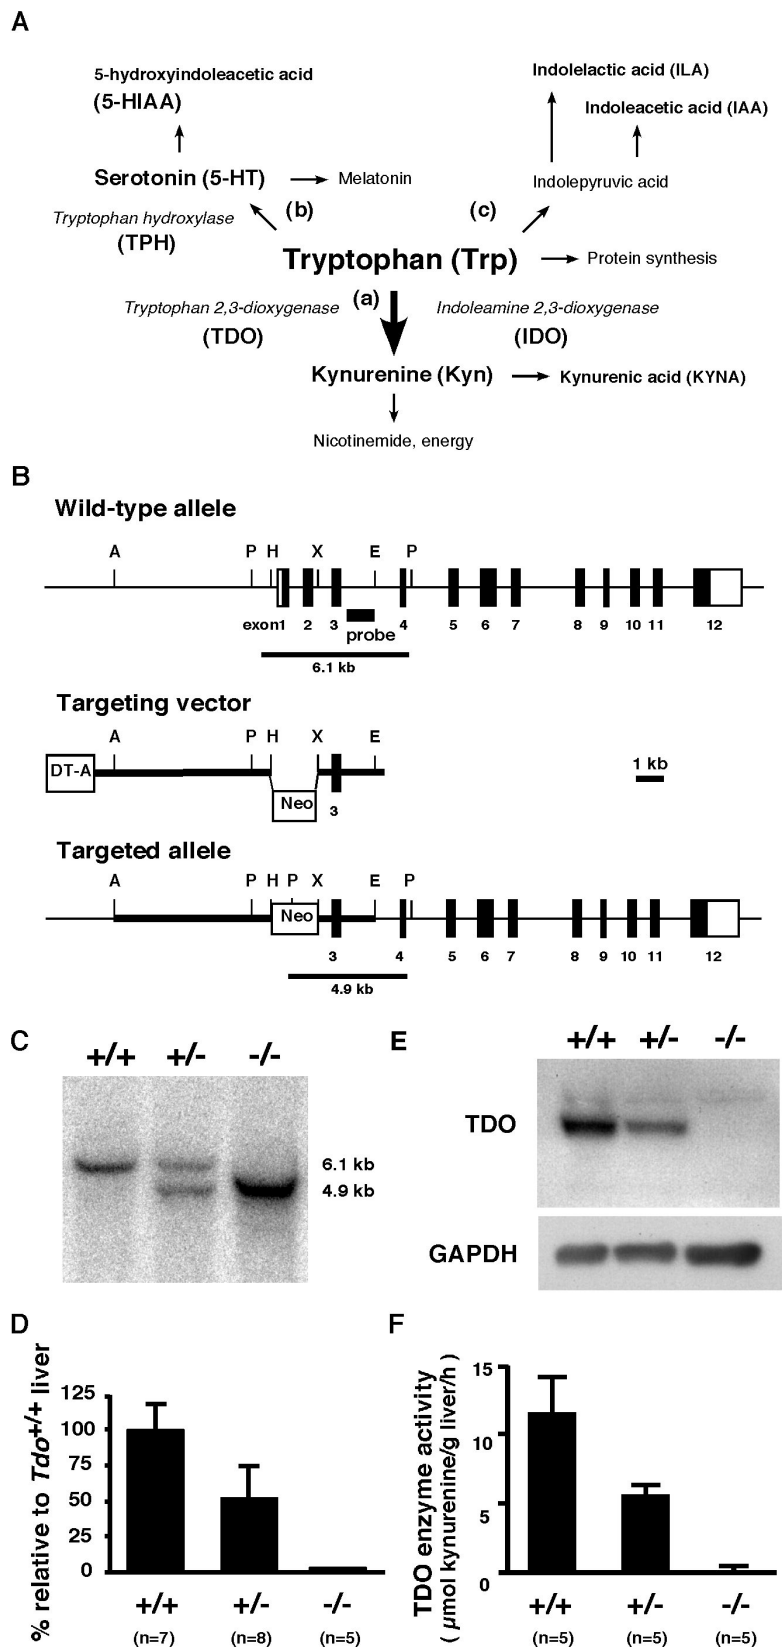 A
5-hydroxyindoleacetic acid
(5-HIAA)
Indolelactic acid (ILA)
Indoleacetic acid (IAA)
Serotonin (5-HT)
Melatonin
Indolepyruvic acid
(b)
(c)
Tryptophan hydroxylase
(TPH)
Tryptophan (Trp)
Protein synthesis
(a)
Tryptophan 2,3-dioxygenase
(TDO)
Indoleamine 2,3-dioxygenase
(IDO)
Kynurenine (Kyn)
Kynurenic acid (KYNA)
Nicotinemide, energy
B
Wild-type allele
A P H X E P
exon1 2 3 4 5 6 7 8 9 10 11 12
probe
6.1 kb
Targeting vector
A P H X E
DT-A
Neo
3
1 kb
Targeted allele
A P H P X E P
Neo
3 4 5 6 7 8 9 10 11 12
4.9 kb
C
+/+ +/- -/-
6.1 kb
4.9 kb
E
+/+ +/- -/-
TDO
GAPDH
D
% relative to Tdo+/+ liver
125
100
75
50
25
0
+/+ +/- -/-
(n=7) (n=8) (n=5)
F
TDO enzyme activity
( µmol kynurenine/g liver/h )
15
10
5
0
+/+ +/- -/-
(n=5) (n=5) (n=5)